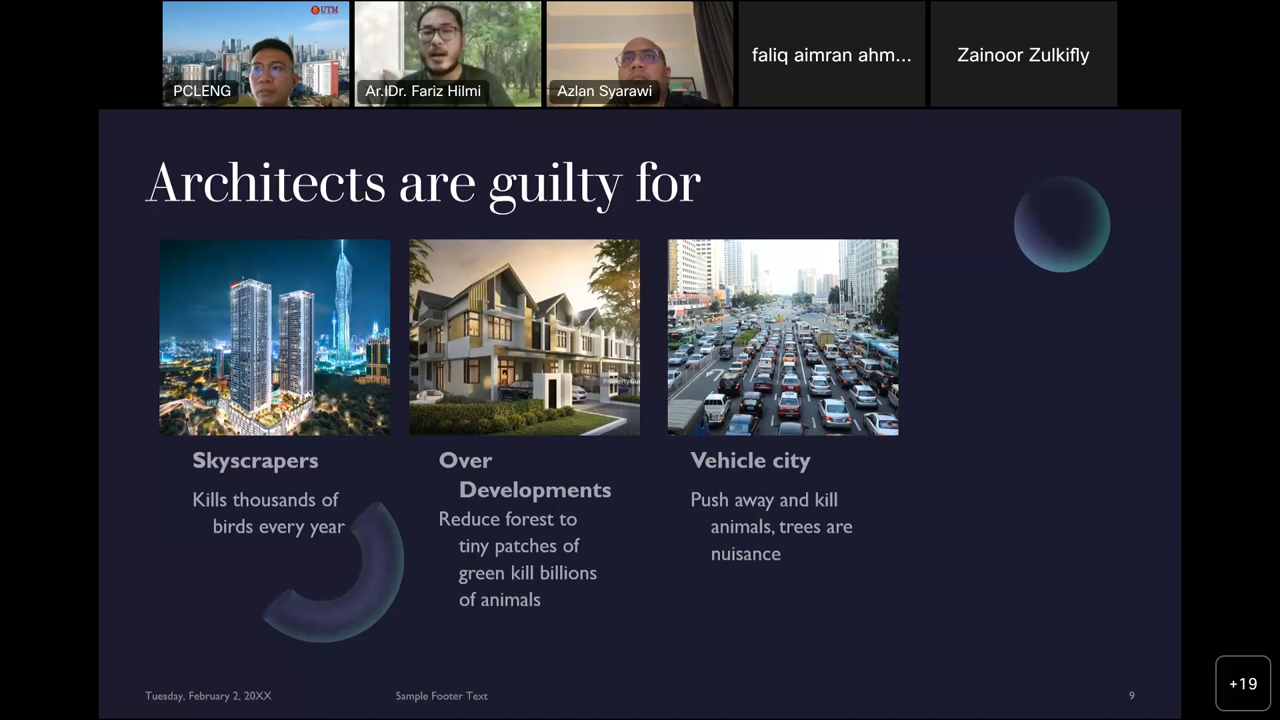 UTM
PCLENG
Ar.IDr. Fariz Hilmi
Azlan Syarawi
faliq aimran ahm...
Zainoor Zulkifly
Architects are guilty for
Skyscrapers
Kills thousands of
birds every year
Over
Developments
Reduce forest to
tiny patches of
green kill billions
of animals
Vehicle city
Push away and kill
animals, trees are
nuisance
Tuesday, February 2, 20XX
Sample Footer Text
9
+19